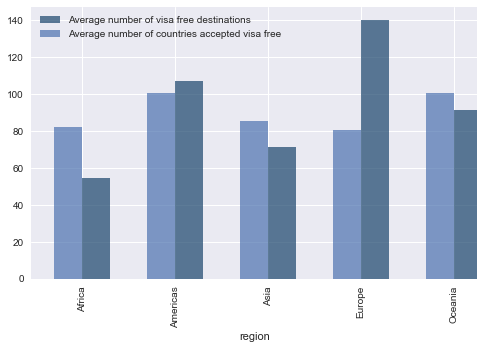 Average number of visa free destinations
Average number of countries accepted visa free
140
120
100
80
60
40
20
0
Africa
Americas
Asia
Europe
Oceania
region